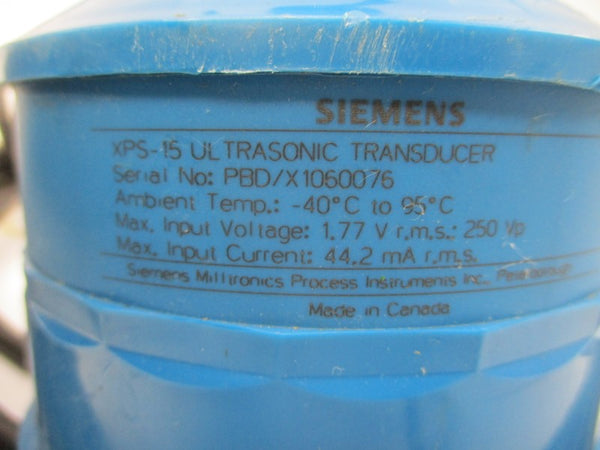 SIEMENS
XPS-15 ULTRASONIC TRANSDUCER
Serial No: PBD/X1060076
Ambient Temp.: -40°C to 95°C
Max. Input Voltage: 1.77 V r.m.s.: 250 Vp
Max. Input Current: 44.2 mA r.m.s.
Siemens Milltronics Process Instruments Inc., Peterborough
Made in Canada